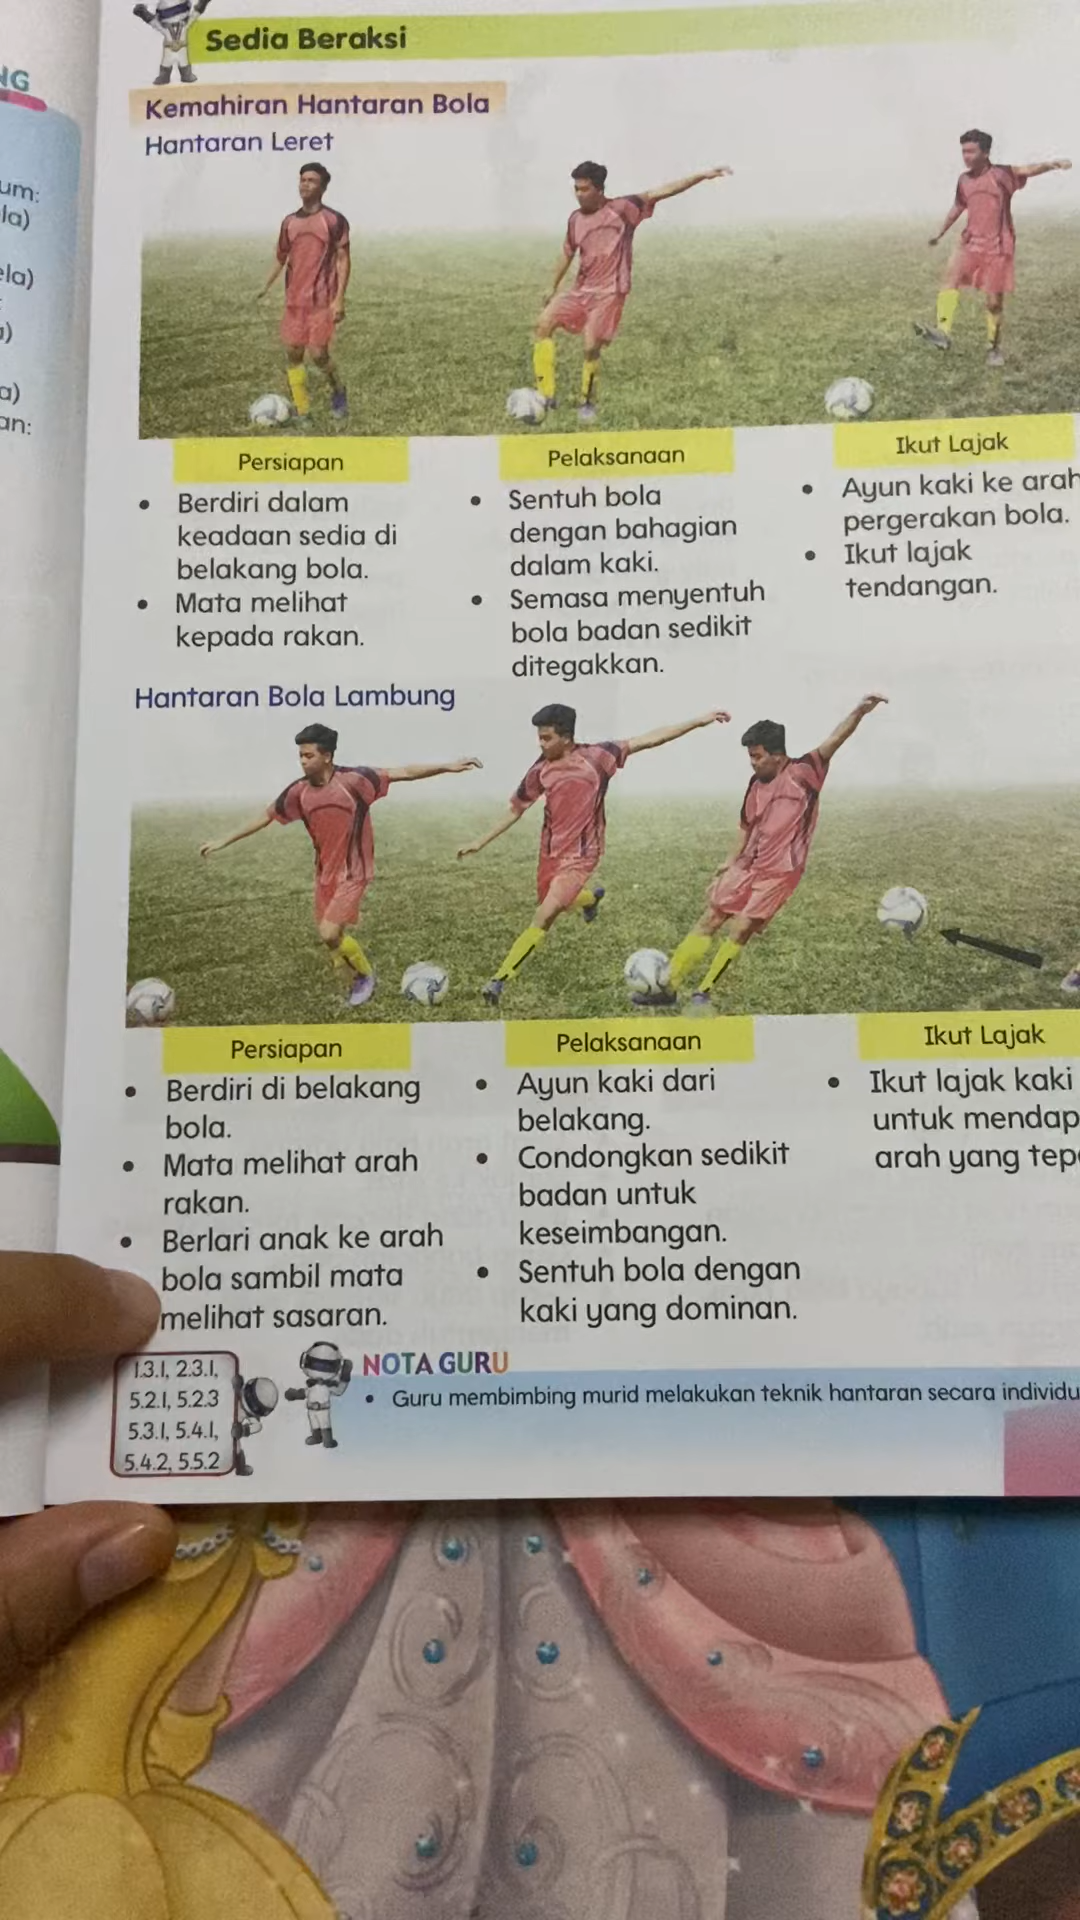 Sedia Beraksi
Kemahiran Hantaran Bola
Hantaran Leret
Persiapan
Berdiri dalam
keadaan sedia di
belakang bola.
Mata melihat
kepada rakan.
Pelaksanaan
Sentuh bola
dengan bahagian
dalam kaki.
Semasa menyentuh
bola badan sedikit
ditegakkan.
Ikut Lajak
Ayun kaki ke arah
pergerakan bola.
Ikut lajak
tendangan.
Hantaran Bola Lambung
Persiapan
Berdiri di belakang
bola.
Mata melihat arah
rakan.
Berlari anak ke arah
bola sambil mata
melihat sasaran.
Pelaksanaan
Ayun kaki dari
belakang.
Condongkan sedikit
badan untuk
keseimbangan.
Sentuh bola dengan
kaki yang dominan.
Ikut Lajak
Ikut lajak kaki
untuk
arah yang
1.3.1, 2.3.1,
5.2.1, 5.2.3
5.3.1, 5.4.1,
5.4.2, 5.5.2
NOTA GURU
Guru membimbing murid melakukan teknik hantaran secara